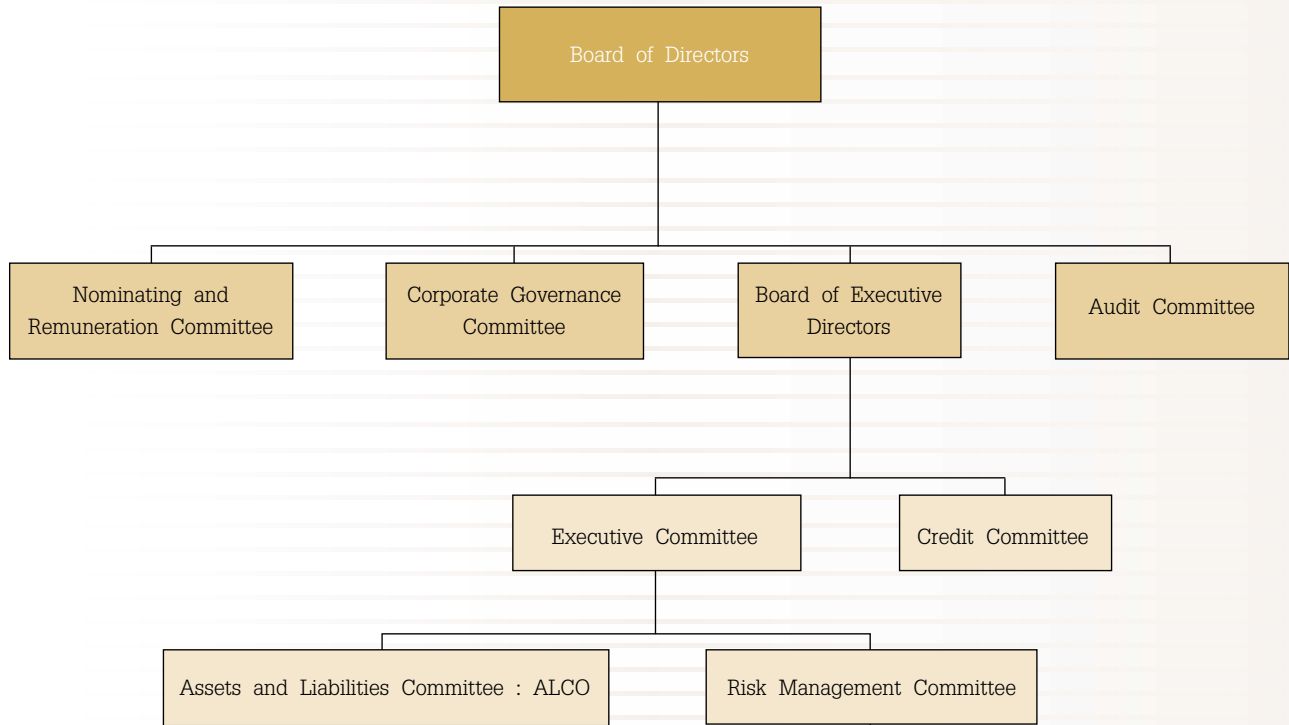 Board of Directors
Nominating and
Remuneration Committee
Corporate Governance
Committee
Board of Executive
Directors
Audit Committee
Executive Committee
Credit Committee
Assets and Liabilities Committee : ALCO
Risk Management Committee